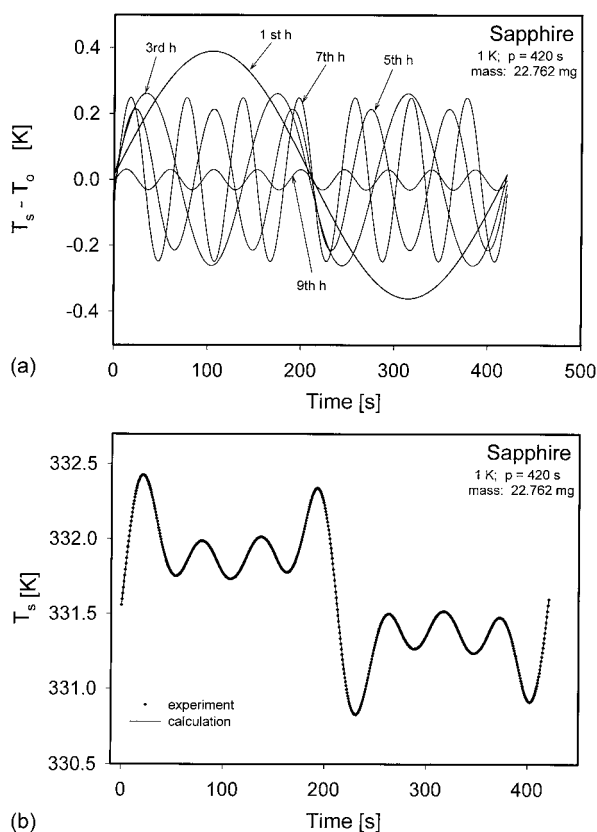 Sapphire
1 K; p = 420 s
mass: 22.762 mg
3rd h
1 st h
7th h
5th h
9th h
0.4
0.2
0.0
-0.2
-0.4
T_s - T_o [K]
0 100 200 300 400 500
Time [s]
(a)
Sapphire
1 K; p = 420 s
mass: 22.762 mg
332.5
332.0
331.5
331.0
330.5
T_s [K]
experiment
calculation
0 100 200 300 400
Time [s]
(b)